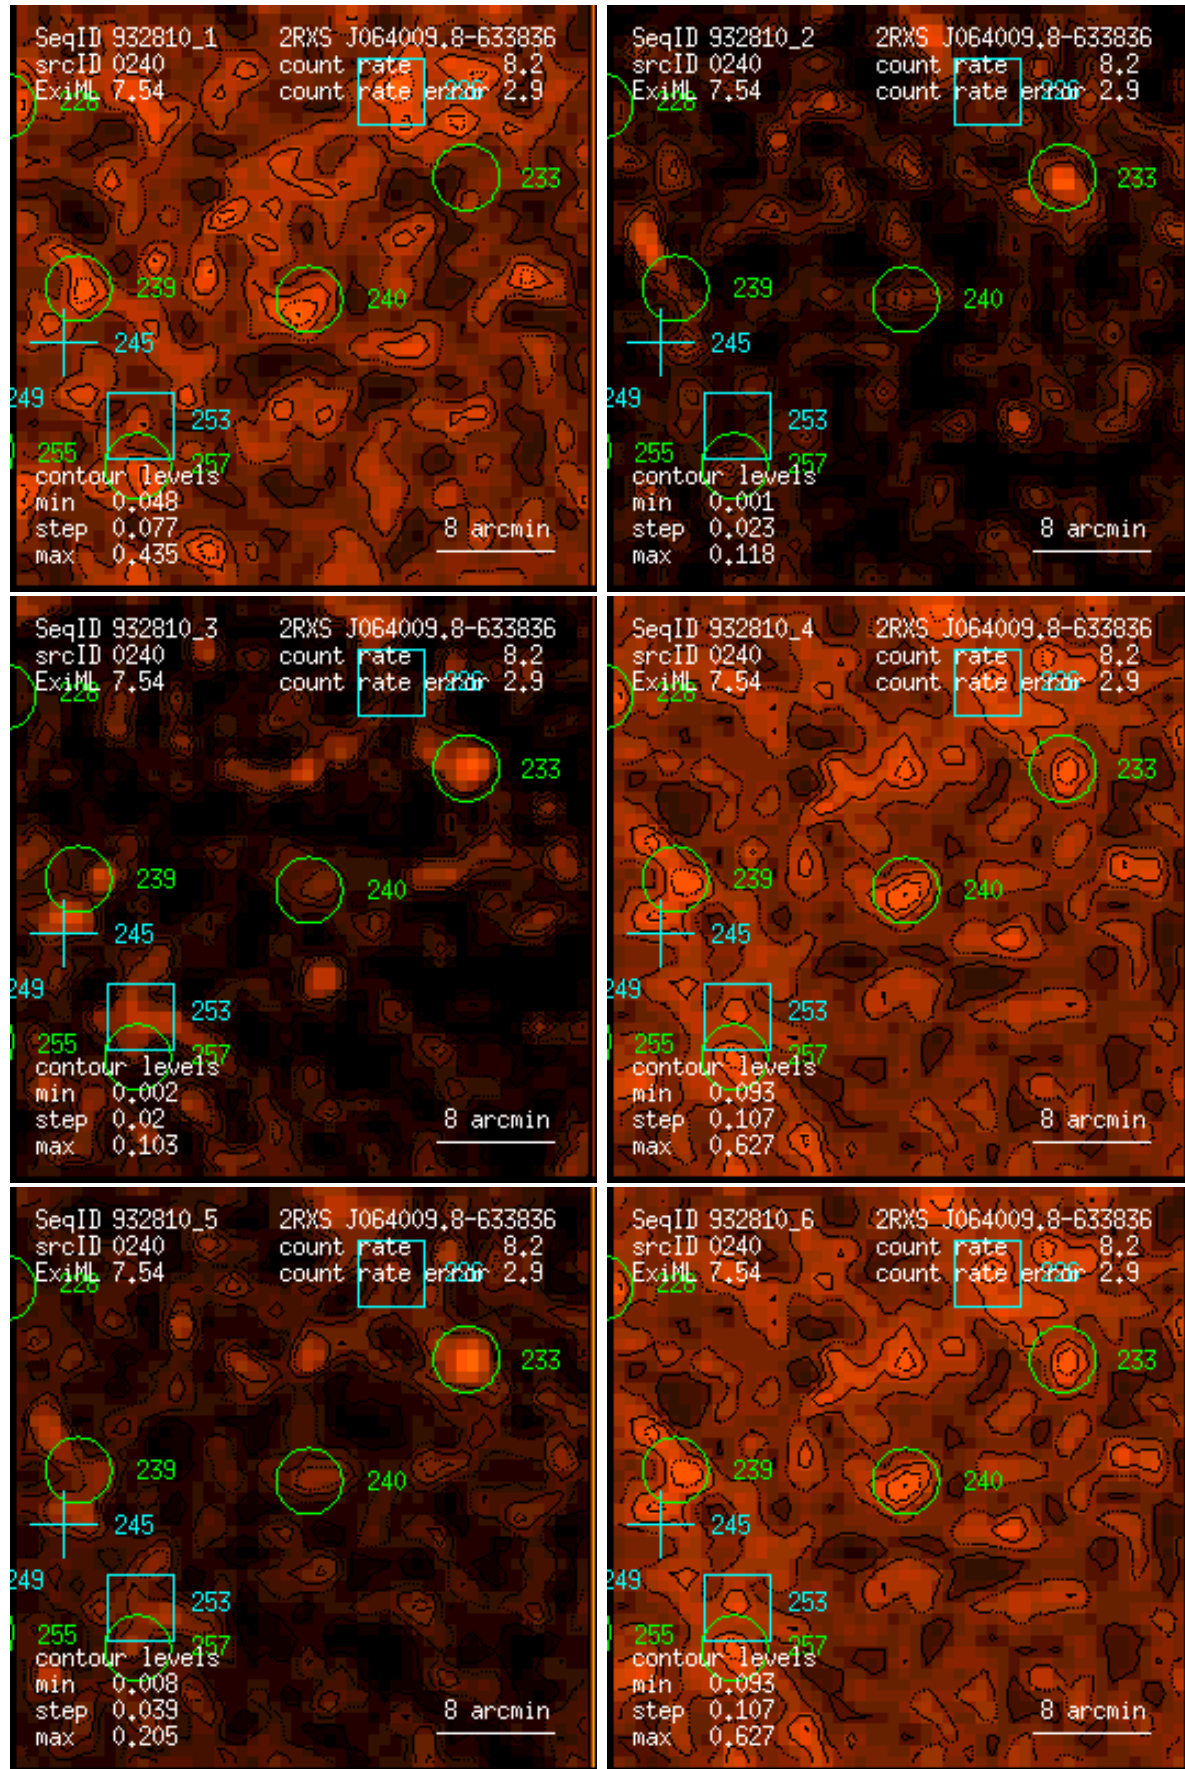 SeqID 932810_1 2RXS J064009.8-633836
srcID 0240 count rate 8.2
ExiML 7.54 count rate error 2.9
228
226
233
239
240
245
249
253
255
257
contour levels
min 0.048
step 0.077
max 0.435
8 arcmin
SeqID 932810_2 2RXS J064009.8-633836
srcID 0240 count rate 8.2
ExiML 7.54 count rate error 2.9
233
239
240
245
249
253
255
257
contour levels
min 0.001
step 0.023
max 0.118
8 arcmin
SeqID 932810_3 2RXS J064009.8-633836
srcID 0240 count rate 8.2
ExiML 7.54 count rate error 2.9
233
239
240
245
249
253
255
257
contour levels
min 0.002
step 0.02
max 0.103
8 arcmin
SeqID 932810_4 2RXS J064009.8-633836
srcID 0240 count rate 8.2
ExiML 7.54 count rate error 2.9
233
239
240
245
249
253
255
257
contour levels
min 0.093
step 0.107
max 0.627
8 arcmin
SeqID 932810_5 2RXS J064009.8-633836
srcID 0240 count rate 8.2
ExiML 7.54 count rate error 2.9
233
239
240
245
249
253
255
257
contour levels
min 0.008
step 0.039
max 0.205
8 arcmin
SeqID 932810_6 2RXS J064009.8-633836
srcID 0240 count rate 8.2
ExiML 7.54 count rate error 2.9
233
239
240
245
249
253
255
257
contour levels
min 0.093
step 0.107
max 0.627
8 arcmin